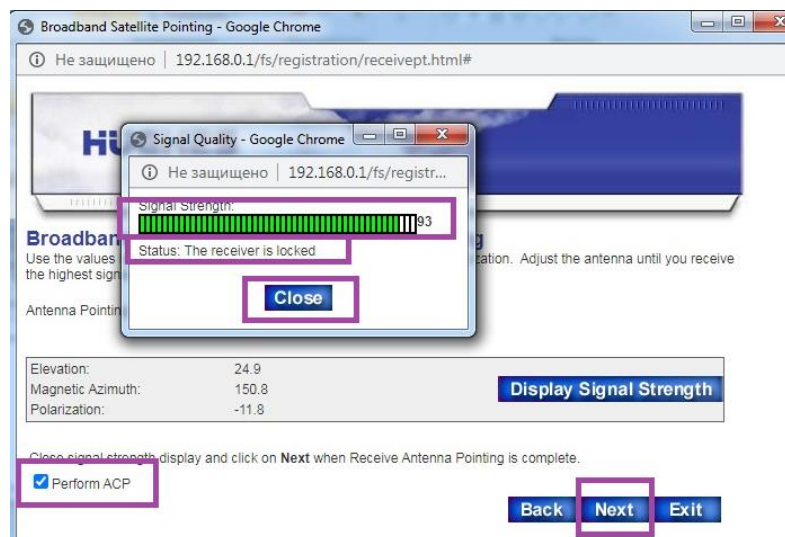 Broadband Satellite Pointing - Google Chrome
Не защищено | 192.168.0.1/fs/registration/receivept.html#
Signal Quality - Google Chrome
Не защищено | 192.168.0.1/fs/registr...
Signal Strength:
93
Status: The receiver is locked
Close
Broadban
Use the values
zation. Adjust the antenna until you receive
the highest sign
Antenna Pointin
Elevation: 24.9
Magnetic Azimuth: 150.8
Polarization: -11.8
Display Signal Strength
Close signal strength display and click on Next when Receive Antenna Pointing is complete.
Perform ACP
Back Next Exit